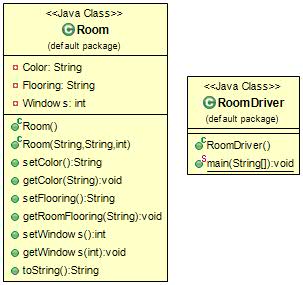 <<Java Class>>
Room
(default package)
Color: String
Flooring: String
Windows: int
Room()
Room(String,String,int)
setColor():String
getColor(String):void
setFlooring():String
getRoomFlooring(String):void
setWindows():int
getWindows(int):void
toString():String
<<Java Class>>
RoomDriver
(default package)
RoomDriver()
main(String[]):void